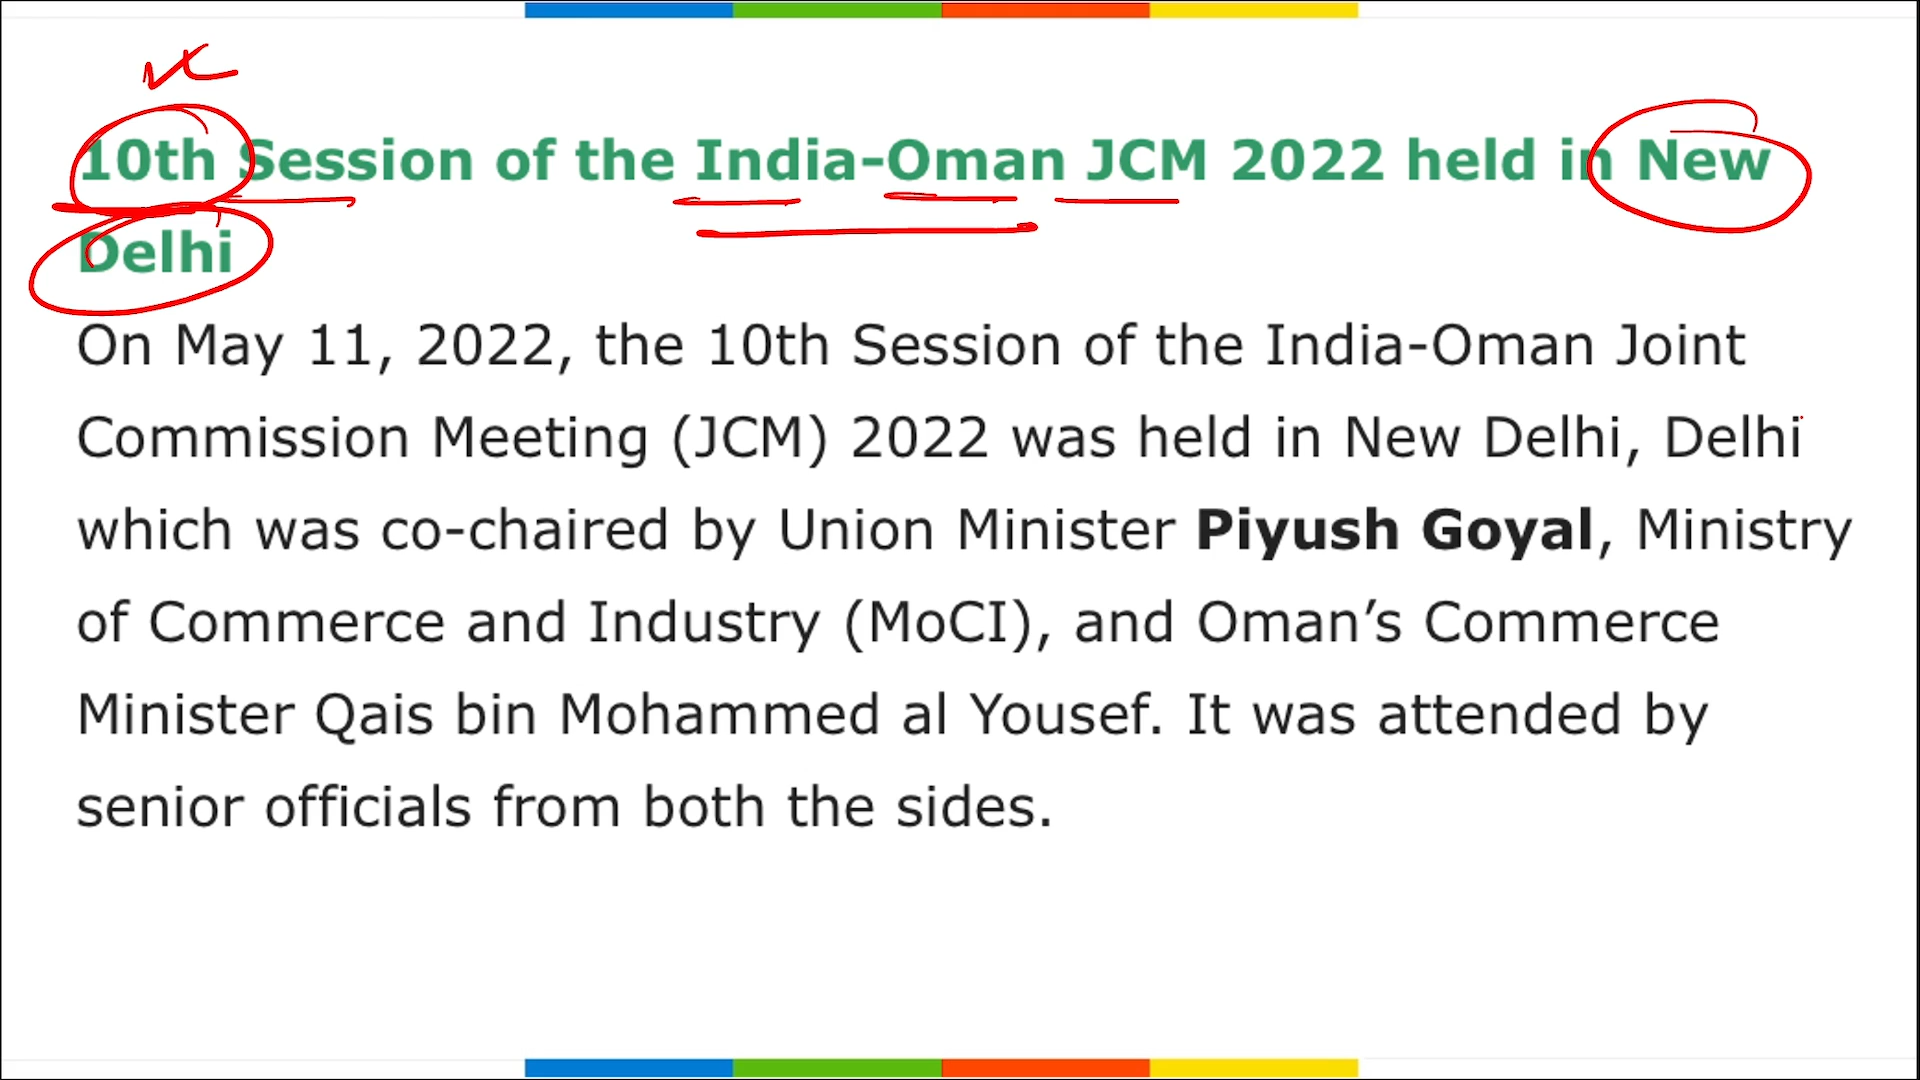 10th Session of the India-Oman JCM 2022 held in New
Delhi
On May 11, 2022, the 10th Session of the India-Oman Joint
Commission Meeting (JCM) 2022 was held in New Delhi, Delhi
which was co-chaired by Union Minister Piyush Goyal, Ministry
of Commerce and Industry (MoCI), and Oman’s Commerce
Minister Qais bin Mohammed al Yousef. It was attended by
senior officials from both the sides.